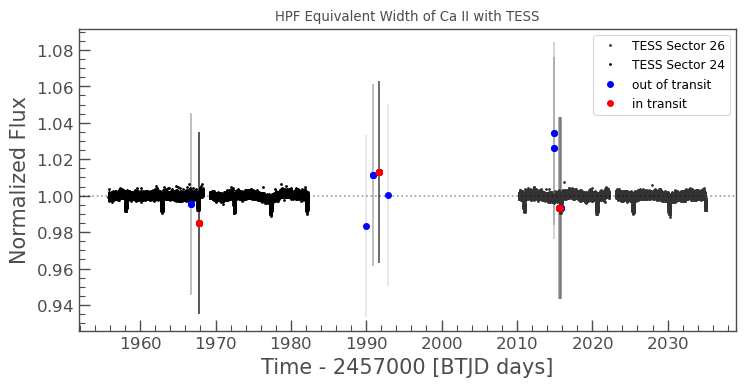 HPF Equivalent Width of Ca II with TESS
1.08
1.06
1.04
1.02
1.00
0.98
0.96
0.94
Normalized Flux
TESS Sector 26
TESS Sector 24
out of transit
in transit
1960 1970 1980 1990 2000 2010 2020 2030
Time - 2457000 [BTJD days]